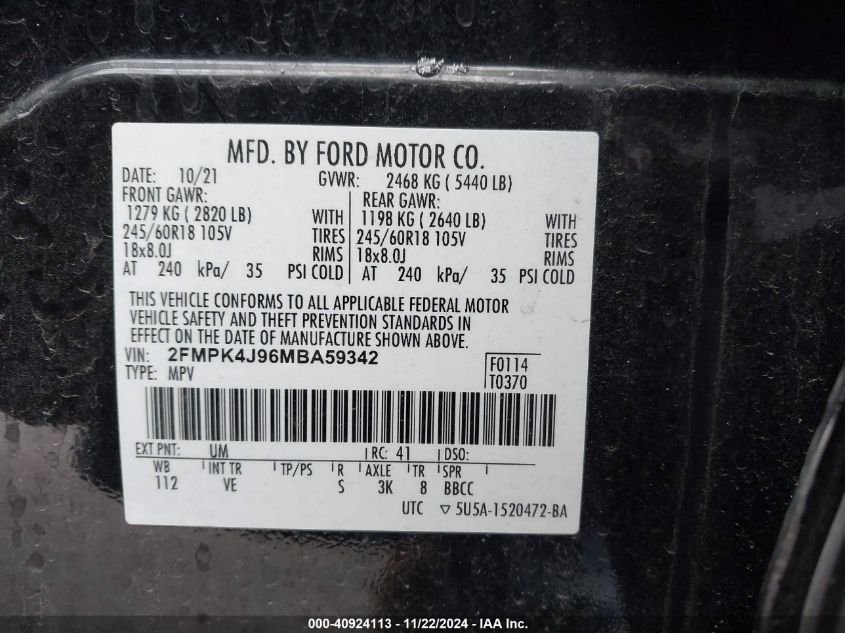 MFD. BY FORD MOTOR CO.
DATE: 10/21 GVWR: 2468 KG ( 5440 LB)
FRONT GAWR: REAR GAWR:
1279 KG ( 2820 LB) WITH 1198 KG ( 2640 LB) WITH
245/60R18 105V TIRES 245/60R18 105V TIRES
18x8.0J RIMS 18x8.0J RIMS
AT 240 kPa/ 35 PSI COLD AT 240 kPa/ 35 PSI COLD
THIS VEHICLE CONFORMS TO ALL APPLICABLE FEDERAL MOTOR
VEHICLE SAFETY AND THEFT PREVENTION STANDARDS IN
EFFECT ON THE DATE OF MANUFACTURE SHOWN ABOVE.
VIN: 2FMPK4J96MBA59342 F0114
TYPE: MPV T0370
EXT PNT: UM RC: 41 DSO:
WB INT TR TP/PS R AXLE TR SPR
112 VE S 3K 8 BBCC
UTC ▽ 5U5A-1520472-BA
000-40924113 - 11/22/2024 - IAA Inc.